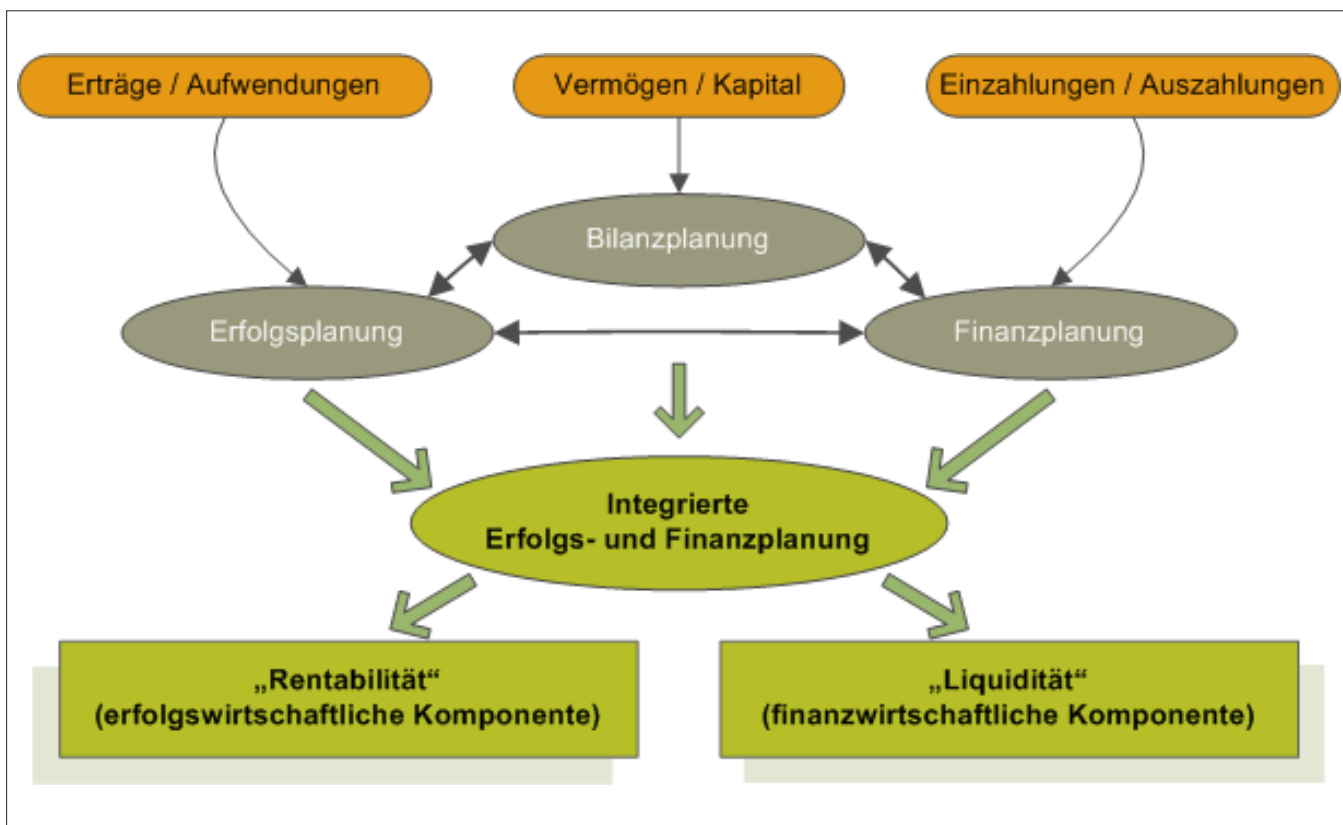 Erträge / Aufwendungen
Vermögen / Kapital
Einzahlungen / Auszahlungen
Bilanzplanung
Erfolgsplanung
Finanzplanung
Integrierte
Erfolgs- und Finanzplanung
„Rentabilität“
(erfolgswirtschaftliche Komponente)
„Liquidität“
(finanzwirtschaftliche Komponente)